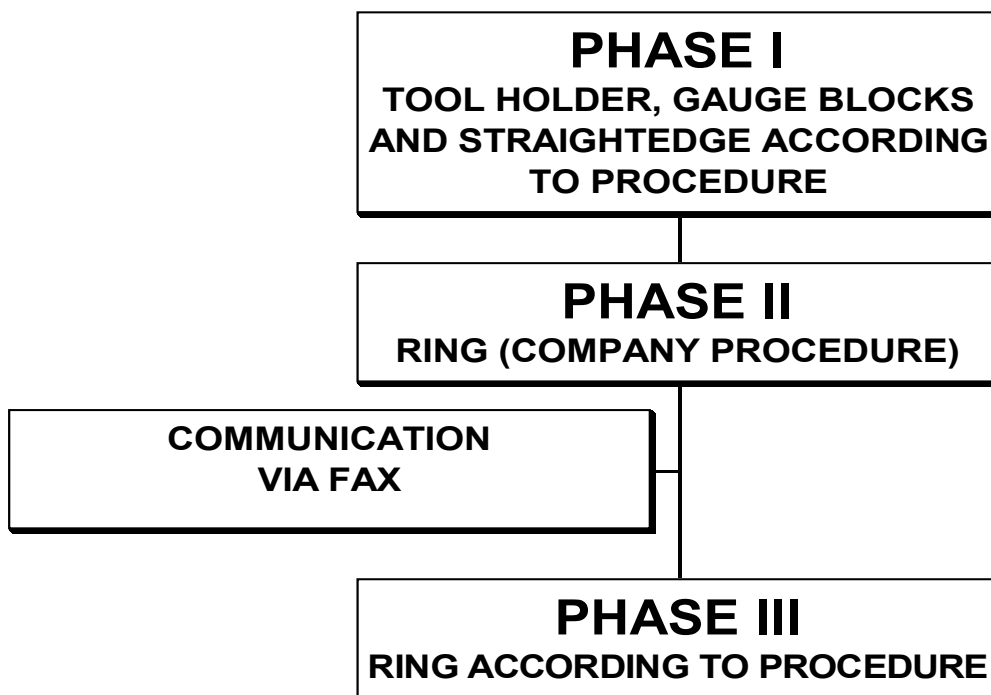 PHASE I
TOOL HOLDER, GAUGE BLOCKS
AND STRAIGHTEDGE ACCORDING
TO PROCEDURE
PHASE II
RING (COMPANY PROCEDURE)
COMMUNICATION
VIA FAX
PHASE III
RING ACCORDING TO PROCEDURE